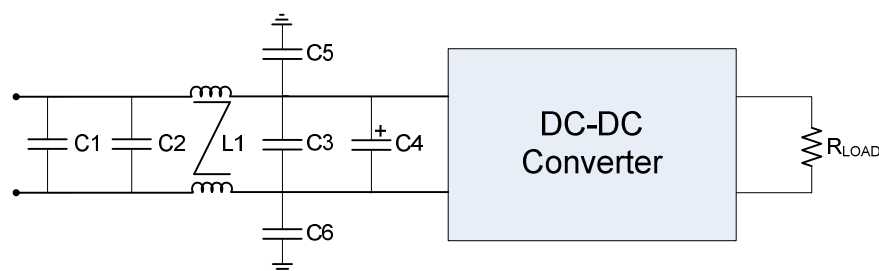 C5
C1
C2
L1
C3
+
C4
DC-DC
Converter
RLOAD
C6